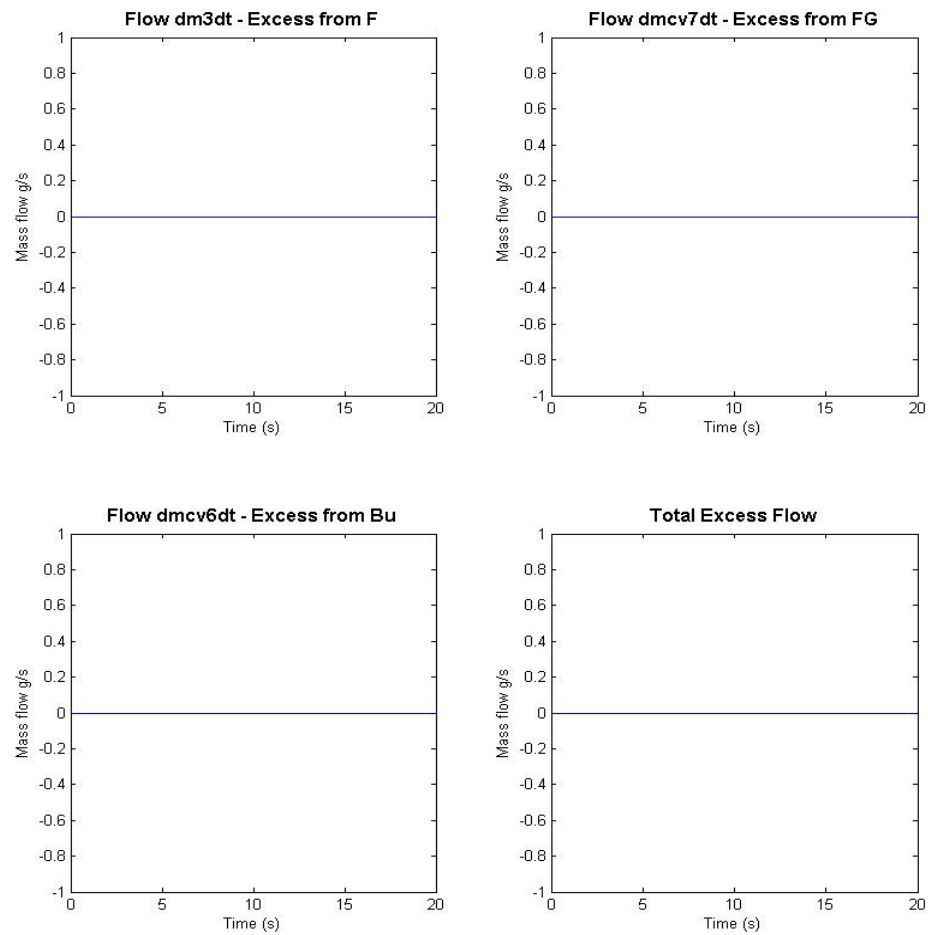 Flow dm3dt - Excess from F
1
0.8
0.6
0.4
0.2
0
-0.2
-0.4
-0.6
-0.8
-1
Mass flow g/s
0 5 10 15 20
Time (s)
Flow dmcv7dt - Excess from FG
1
0.8
0.6
0.4
0.2
0
-0.2
-0.4
-0.6
-0.8
-1
Mass flow g/s
0 5 10 15 20
Time (s)
Flow dmcv6dt - Excess from Bu
1
0.8
0.6
0.4
0.2
0
-0.2
-0.4
-0.6
-0.8
-1
Mass flow g/s
0 5 10 15 20
Time (s)
Total Excess Flow
1
0.8
0.6
0.4
0.2
0
-0.2
-0.4
-0.6
-0.8
-1
Mass flow g/s
0 5 10 15 20
Time (s)